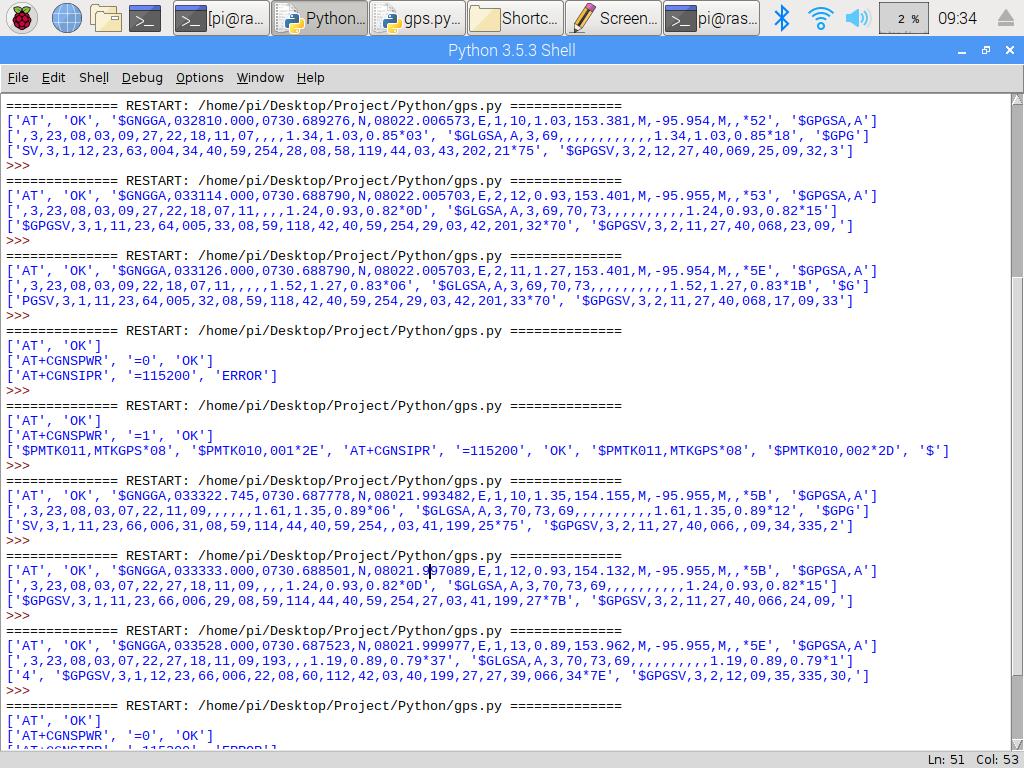 [pi@ra... Python... gps.py... Shortc... Screen... pi@ras... 2 % 09:34
Python 3.5.3 Shell
File Edit Shell Debug Options Window Help
============== RESTART: /home/pi/Desktop/Project/Python/gps.py ==============
['AT', 'OK', '$GNGGA,032810.000,0730.689276,N,08022.006573,E,1,10,1.03,153.381,M,-95.954,M,,*52', '$GPGSA,A']
[',3,23,08,03,09,27,22,18,11,07,,,,1.34,1.03,0.85*03', '$GLGSA,A,3,69,,,,,,,,,,,,1.34,1.03,0.85*18', '$GPG']
['SV,3,1,12,23,63,004,34,40,59,254,28,08,58,119,44,03,43,202,21*75', '$GPGSV,3,2,12,27,40,069,25,09,32,3']
>>>
============== RESTART: /home/pi/Desktop/Project/Python/gps.py ==============
['AT', 'OK', '$GNGGA,033114.000,0730.688790,N,08022.005703,E,2,12,0.93,153.401,M,-95.954,M,,*53', '$GPGSA,A']
[',3,23,08,03,09,27,22,18,07,11,,,,1.24,0.93,0.82*0D', '$GLGSA,A,3,69,70,73,,,,,,,,,,1.24,0.93,0.82*15']
['$GPGSV,3,1,11,23,64,005,33,08,59,118,42,40,59,254,29,03,42,201,32*70', '$GPGSV,3,2,11,27,40,068,23,09,']
>>>
============== RESTART: /home/pi/Desktop/Project/Python/gps.py ==============
['AT', 'OK', '$GNGGA,033126.000,0730.688790,N,08022.005703,E,2,11,1.27,153.401,M,-95.954,M,,*5E', '$GPGSA,A']
[',3,23,08,03,09,22,18,07,11,,,,,1.52,1.27,0.83*06', '$GLGSA,A,3,69,70,73,,,,,,,,,,1.52,1.27,0.83*1B', '$G']
['PGSV,3,1,11,23,64,005,32,08,59,118,42,40,59,254,29,03,42,201,33*70', '$GPGSV,3,2,11,27,40,068,17,09,33']
>>>
============== RESTART: /home/pi/Desktop/Project/Python/gps.py ==============
['AT', 'OK']
['AT+CGNSPWR', '=0', 'OK']
['AT+CGNSIPR', '=115200', 'ERROR']
>>>
============== RESTART: /home/pi/Desktop/Project/Python/gps.py ==============
['AT', 'OK']
['AT+CGNSPWR', '=1', 'OK']
['$PMTK011,MTKGPS*08', '$PMTK010,001*2E', 'AT+CGNSIPR', '=115200', 'OK', '$PMTK011,MTKGPS*08', '$PMTK010,002*2D', '$']
>>>
============== RESTART: /home/pi/Desktop/Project/Python/gps.py ==============
['AT', 'OK', '$GNGGA,033322.745,0730.687778,N,08021.993482,E,1,10,1.35,154.155,M,-95.955,M,,*5B', '$GPGSA,A']
[',3,23,08,03,07,22,11,09,,,,,,1.61,1.35,0.89*06', '$GLGSA,A,3,70,73,69,,,,,,,,,,1.61,1.35,0.89*12', '$GPG']
['SV,3,1,11,23,66,006,31,08,59,114,44,40,59,254,,03,41,199,25*75', '$GPGSV,3,2,11,27,40,066,,09,34,335,2']
>>>
============== RESTART: /home/pi/Desktop/Project/Python/gps.py ==============
['AT', 'OK', '$GNGGA,033333.000,0730.688501,N,08021.997089,E,1,12,0.93,154.132,M,-95.955,M,,*5B', '$GPGSA,A']
[',3,23,08,03,07,22,27,18,11,09,,,,1.24,0.93,0.82*0D', '$GLGSA,A,3,70,73,69,,,,,,,,,,1.24,0.93,0.82*15']
['$GPGSV,3,1,11,23,66,006,29,08,59,114,44,40,59,254,27,03,41,199,27*7B', '$GPGSV,3,2,11,27,40,066,24,09,']
>>>
============== RESTART: /home/pi/Desktop/Project/Python/gps.py ==============
['AT', 'OK', '$GNGGA,033528.000,0730.687523,N,08021.999977,E,1,13,0.89,153.962,M,-95.955,M,,*5E', '$GPGSA,A']
[',3,23,08,03,07,22,27,18,11,09,193,,,1.19,0.89,0.79*37', '$GLGSA,A,3,70,73,69,,,,,,,,,,1.19,0.89,0.79*1']
['4', '$GPGSV,3,1,12,23,66,006,22,08,60,112,42,03,40,199,27,27,39,066,34*7E', '$GPGSV,3,2,12,09,35,335,30,']
>>>
============== RESTART: /home/pi/Desktop/Project/Python/gps.py ==============
['AT', 'OK']
['AT+CGNSPWR', '=0', 'OK']
['AT+CGNSIPR', '=115200', 'ERROR']
Ln: 51 Col: 53